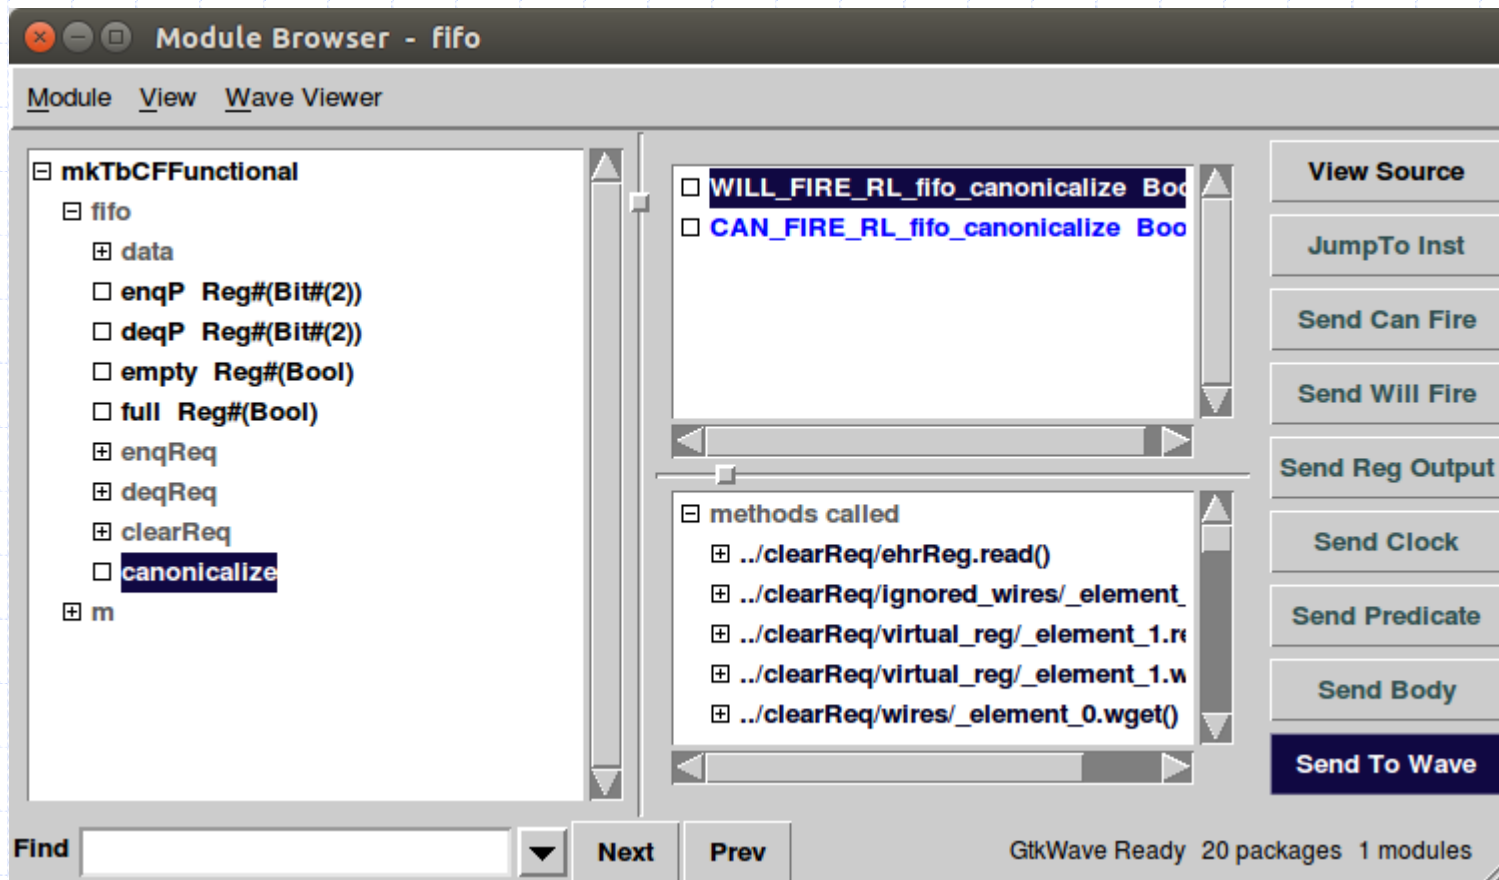 Module Browser - fifo
Module View Wave Viewer
mkTbCFFunctional
fifo
data
enqP Reg#(Bit#(2))
deqP Reg#(Bit#(2))
empty Reg#(Bool)
full Reg#(Bool)
enqReq
deqReq
clearReq
canonicalize
m
WILL_FIRE_RL_fifo_canonicalize Boo
CAN_FIRE_RL_fifo_canonicalize Boo
methods called
../clearReq/ehrReg.read()
../clearReq/ignored_wires/_element_
../clearReq/virtual_reg/_element_1.re
../clearReq/virtual_reg/_element_1.w
../clearReq/wires/_element_0.wget()
View Source
JumpTo Inst
Send Can Fire
Send Will Fire
Send Reg Output
Send Clock
Send Predicate
Send Body
Send To Wave
Find Next Prev GtkWave Ready 20 packages 1 modules